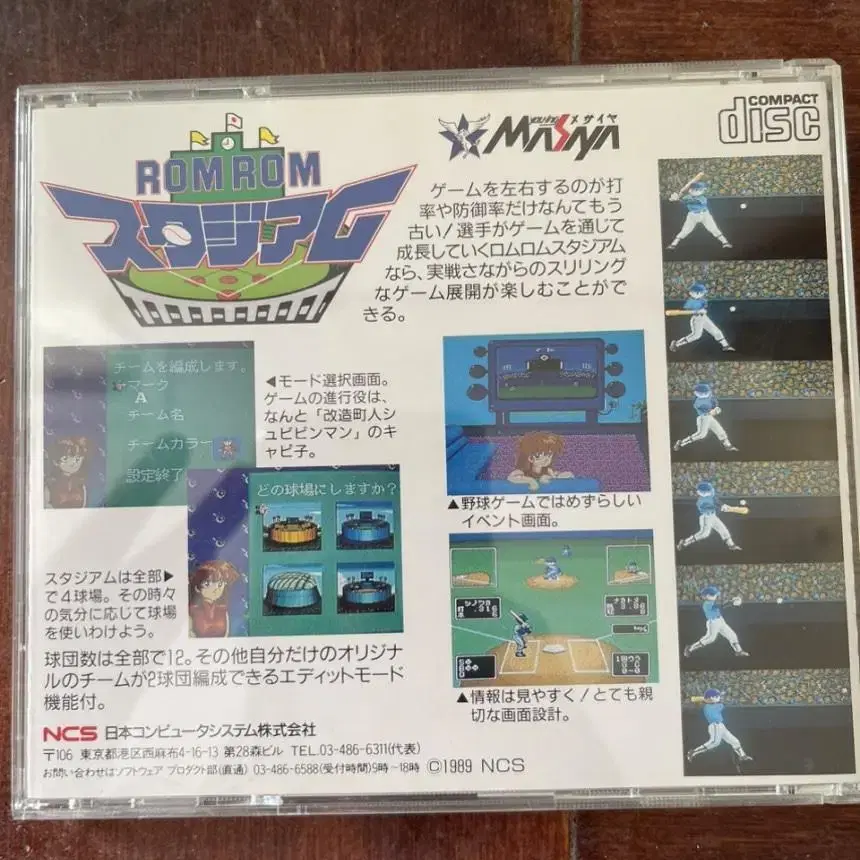 COMPACT
disc
ROM ROM
スタジアム
メサイヤ
MASAYA
ゲームを左右するのが打
率や防御率だけなんてもう
古い！選手がゲームを通じて
成長していくロムロムスタジアム
なら、実戦さながらのスリリング
なゲーム展開が楽しむことがで
きる。
チームを編成します。
マーク
A
チーム名
チームカラー
設定終了
◀モード選択画面。
ゲームの進行役は、
なんと「改造町人シ
ュビビンマン」のキ
ャピ子。
どの球場にしますか?
スタジアムは全部▶
で4球場。その時々
の気分に応じて球場
を使いわけよう。
▲野球ゲームではめずらしい
イベント画面。
▲情報は見やすく！とても親
切な画面設計。
球団数は全部で12。その他自分だけのオリジナ
ルのチームが2球団編成できるエディットモード
機能付。
NCS 日本コンピュータシステム株式会社
〒106 東京都港区西麻布4-16-13 第28森ビル TEL.03-486-6311(代表)
お問い合わせはソフトウェア プロダクト部(直通) 03-486-6588(受付時間)9時〜18時 ©1989 NCS